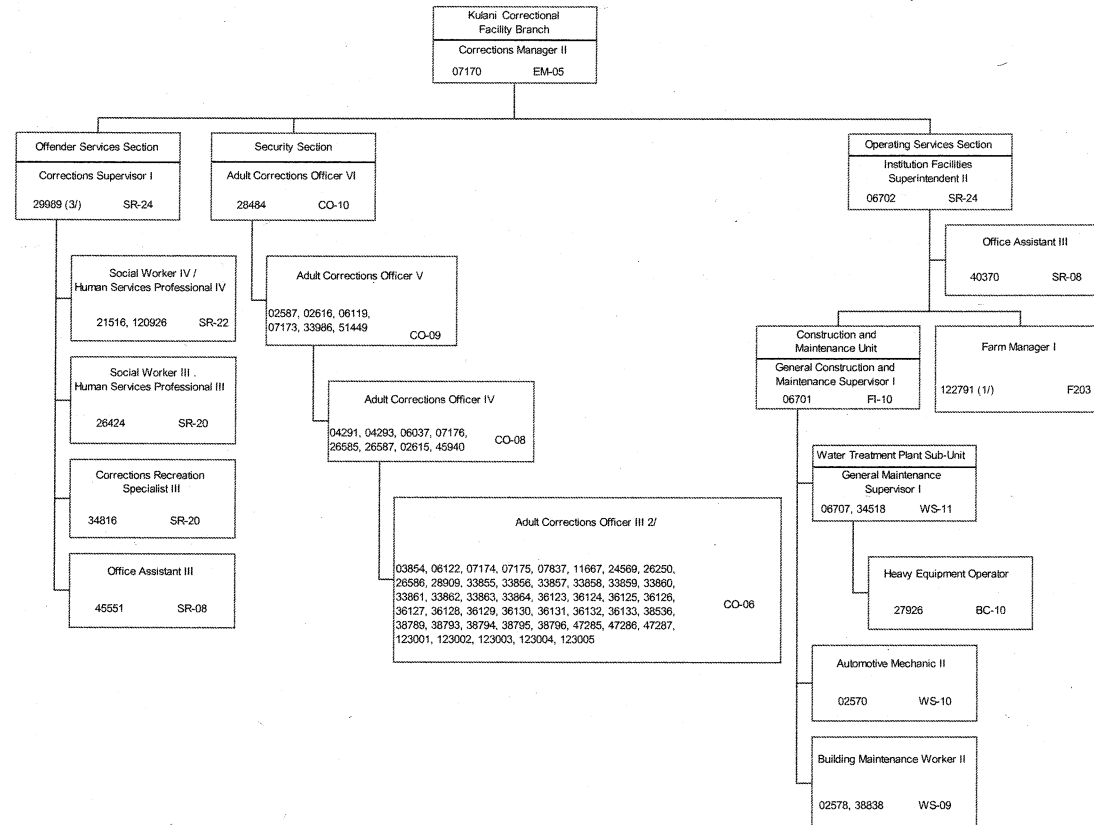 Kulani Correctional
Facility Branch
Corrections Manager II
07170 EM-05
Offender Services Section
Corrections Supervisor I
29989 (3/) SR-24
Social Worker IV /
Human Services Professional IV
21516, 120926 SR-22
Social Worker III .
Human Services Professional III
26424 SR-20
Corrections Recreation
Specialist III
34816 SR-20
Office Assistant III
45551 SR-08
Security Section
Adult Corrections Officer VI
28484 CO-10
Adult Corrections Officer V
02587, 02616, 06119,
07173, 33986, 51449
CO-09
Adult Corrections Officer IV
04291, 04293, 06037, 07176,
26585, 26587, 02615, 45940
CO-08
Adult Corrections Officer III 2/
03854, 06122, 07174, 07175, 07837, 11667, 24569, 26250,
26586, 28909, 33855, 33856, 33857, 33858, 33859, 33860,
33861, 33862, 33863, 33864, 36123, 36124, 36125, 36126,
36127, 36128, 36129, 36130, 36131, 36132, 36133, 38536,
38789, 38793, 38794, 38795, 38796, 47285, 47286, 47287,
123001, 123002, 123003, 123004, 123005
CO-06
Operating Services Section
Institution Facilities
Superintendent II
06702 SR-24
Office Assistant III
40370 SR-08
Construction and
Maintenance Unit
General Construction and
Maintenance Supervisor I
06701 FI-10
Farm Manager I
122791 (1/) F203
Water Treatment Plant Sub-Unit
General Maintenance
Supervisor I
06707, 34518 WS-11
Heavy Equipment Operator
27926 BC-10
Automotive Mechanic II
02570 WS-10
Building Maintenance Worker II
02578, 38838 WS-09